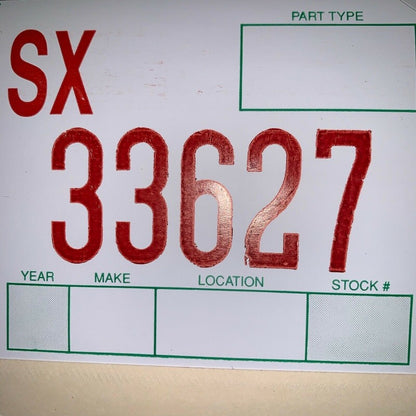 PART TYPE
SX
33627
YEAR MAKE LOCATION STOCK #